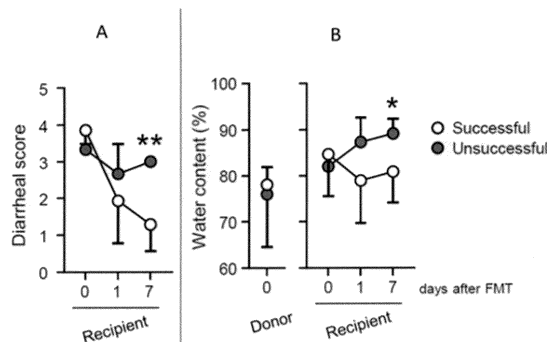 A
Diarrheal score
5
4
3
2
1
0
**
0 1 7
Recipient
B
Water content (%)
100
90
80
70
60
*
0
Donor
0 1 7
Recipient
days after FMT
Successful
Unsuccessful